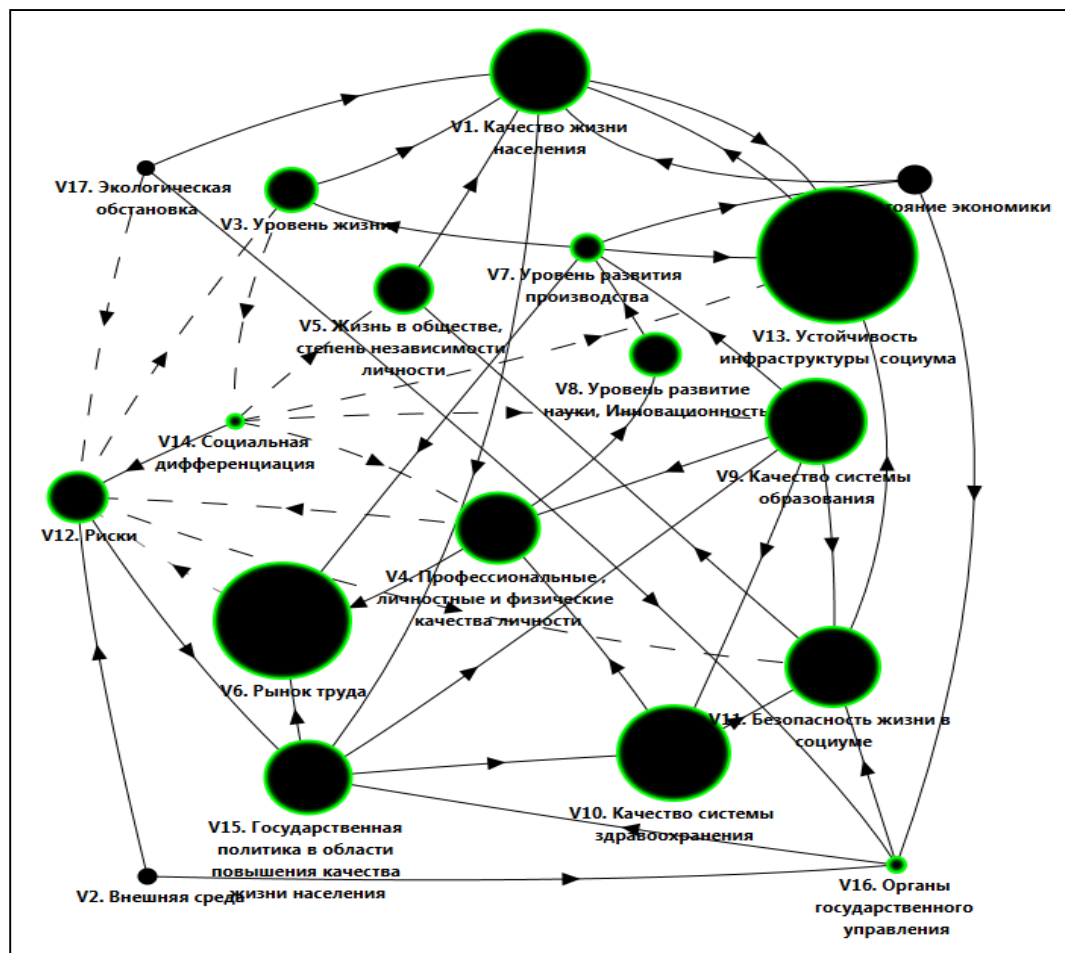 V1. Качество жизни
населения
V17. Экологическая
обстановка
V3. Уровень жизни
стояние экономики
V7. Уровень развития
производства
V5. Жизнь в обществе,
степень независимости
личности
V13. Устойчивость
инфраструктуры социума
V8. Уровень развитие
науки, Инновационность
V14. Социальная
дифференциация
V9. Качество системы
образования
V12. Риски
V4. Профессиональные ,
личностные и физические
качества личности
V6. Рынок труда
V11. Безопасность жизни в
социуме
V10. Качество системы
здравоохранения
V15. Государственная
политика в области
повышения качества
жизни населения
V2. Внешняя среда
V16. Органы
государственного
управления